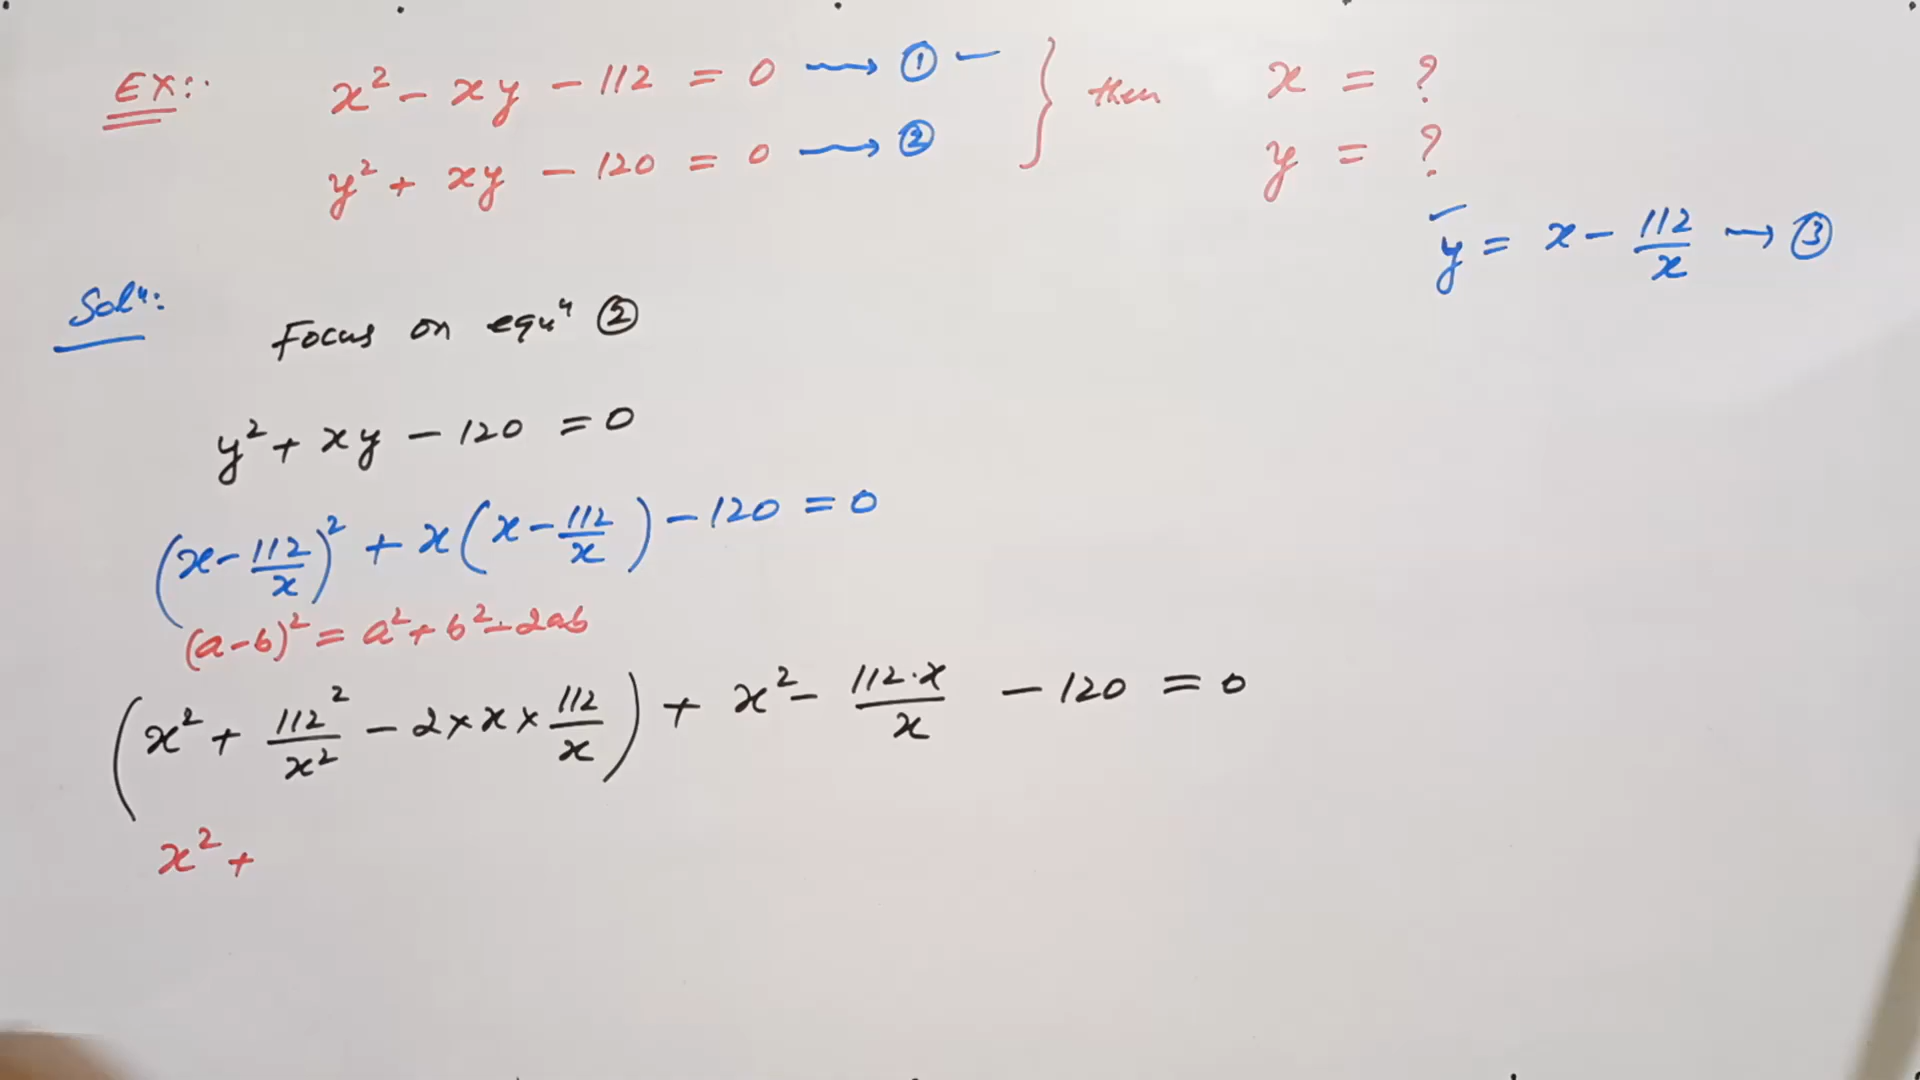 EX:. x² - xy - 112 = 0 → ① } then x = ?
y² + xy - 120 = 0 → ② y = ?
y = x - 112/x → ③
Solⁿ:
Focus on equⁿ ②
y² + xy - 120 = 0
(x - 112/x)² + x(x - 112/x) - 120 = 0
(a-b)² = a² + b² - 2ab
(x² + 112²/x² - 2 × x × 112/x) + x² - 112·x/x - 120 = 0
x² +